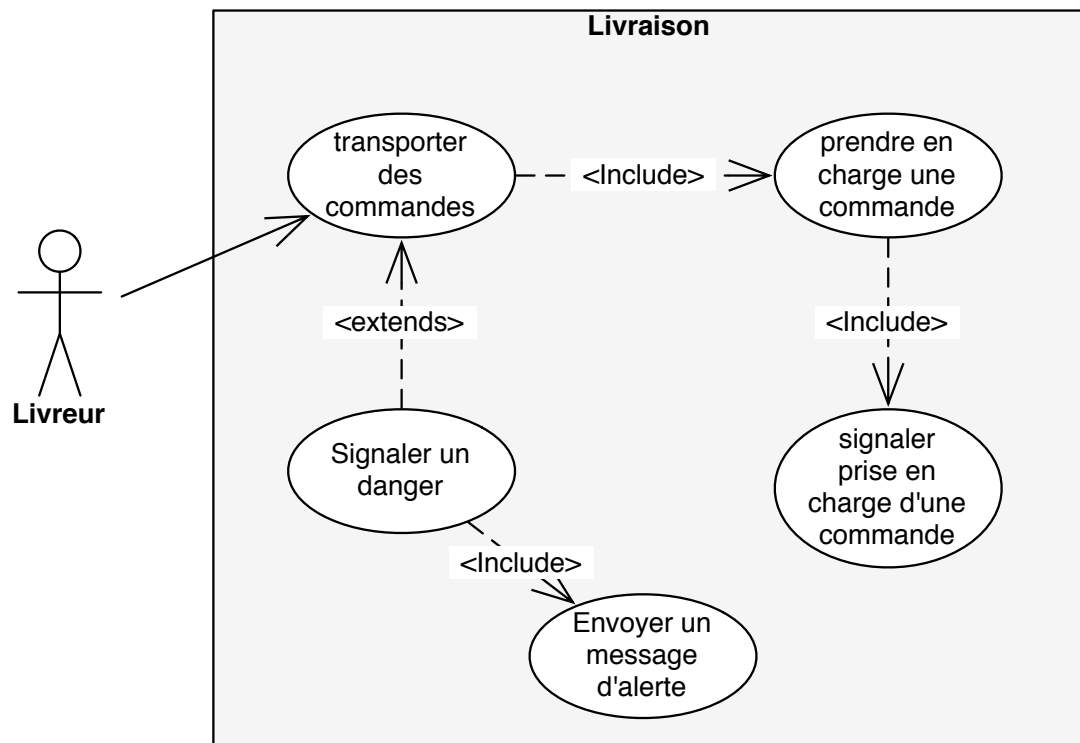 Livraison
transporter
des
commandes
<Include>
prendre en
charge une
commande
<extends>
<Include>
Livreur
Signaler un
danger
signaler
prise en
charge d'une
commande
<Include>
Envoyer un
message
d'alerte